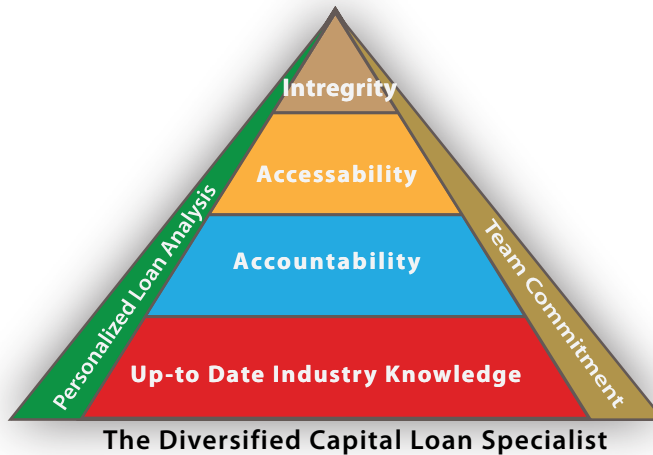 Intregrity
Accessability
Accountability
Up-to Date Industry Knowledge
Personalized Loan Analysis
Team Commitment
The Diversified Capital Loan Specialist